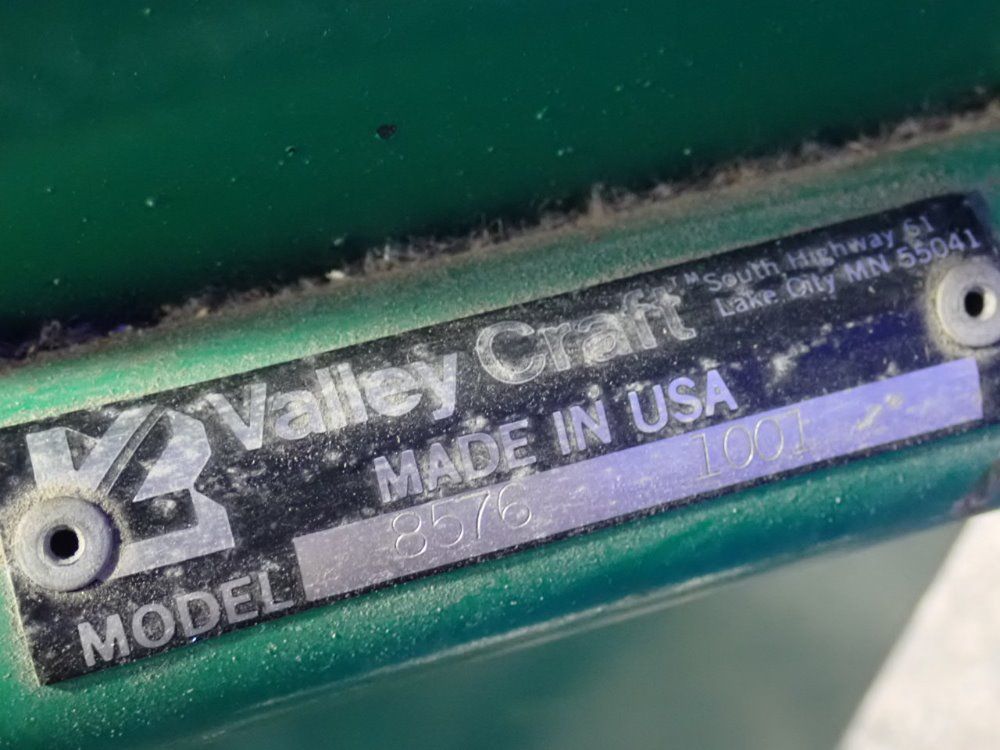 Valley Craft™ South Highway 61
Lake City MN 55041
MADE IN USA
MODEL 8576 1001